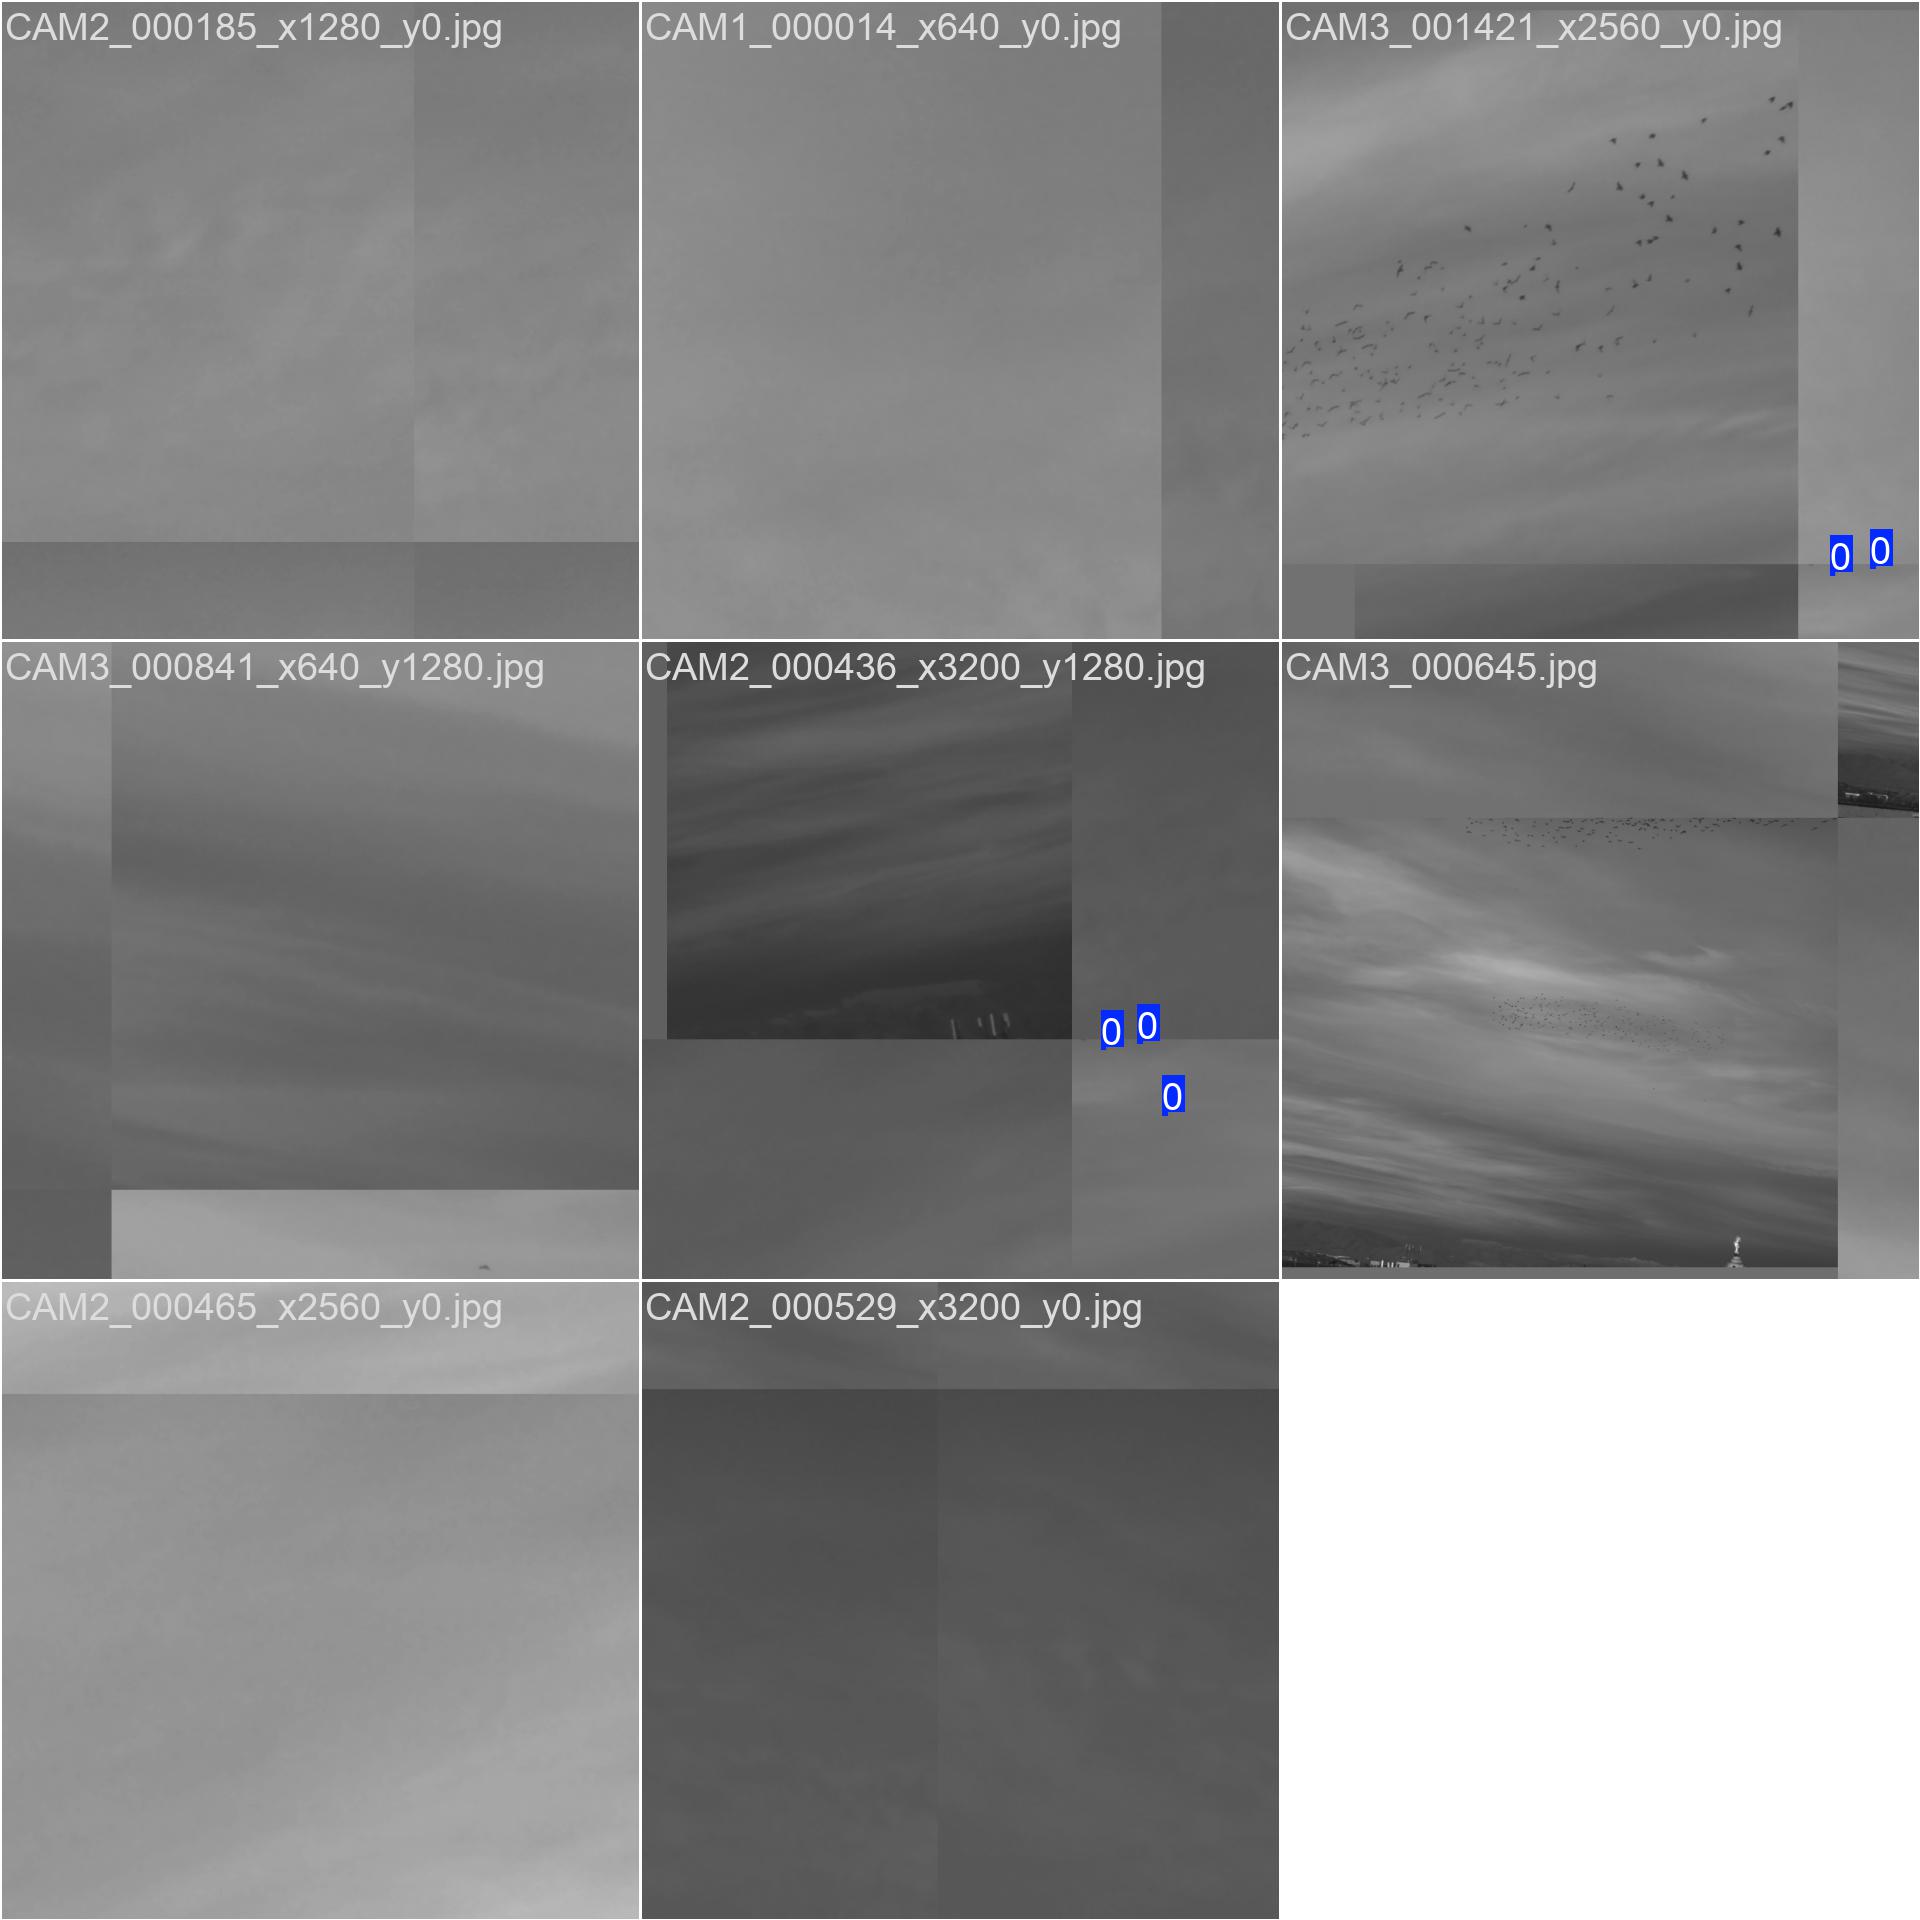 CAM2_000185_x1280_y0.jpg
CAM1_000014_x640_y0.jpg
CAM3_001421_x2560_y0.jpg
0 0
CAM3_000841_x640_y1280.jpg
CAM2_000436_x3200_y1280.jpg
CAM3_000645.jpg
0 0
0
CAM2_000465_x2560_y0.jpg
CAM2_000529_x3200_y0.jpg